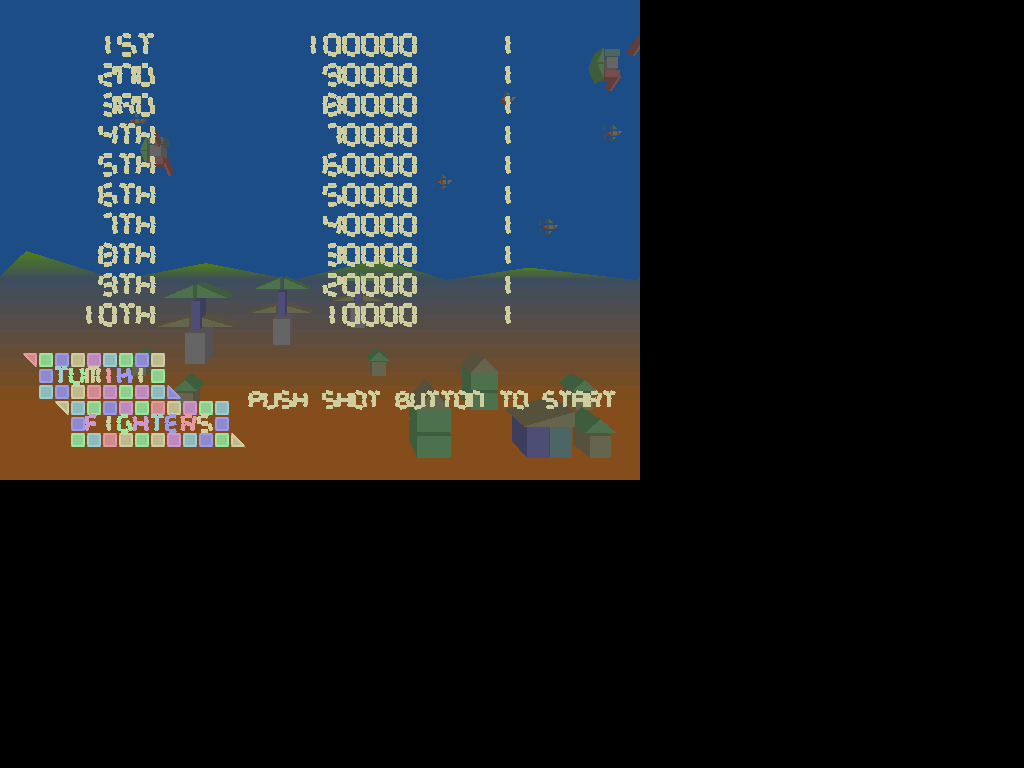 1ST 100000 1
2ND 90000 1
3RD 80000 1
4TH 70000 1
5TH 60000 1
6TH 50000 1
7TH 40000 1
8TH 30000 1
9TH 20000 1
10TH 10000 1
TUMIKI
FIGHTERS
PUSH SHOT BUTTON TO START